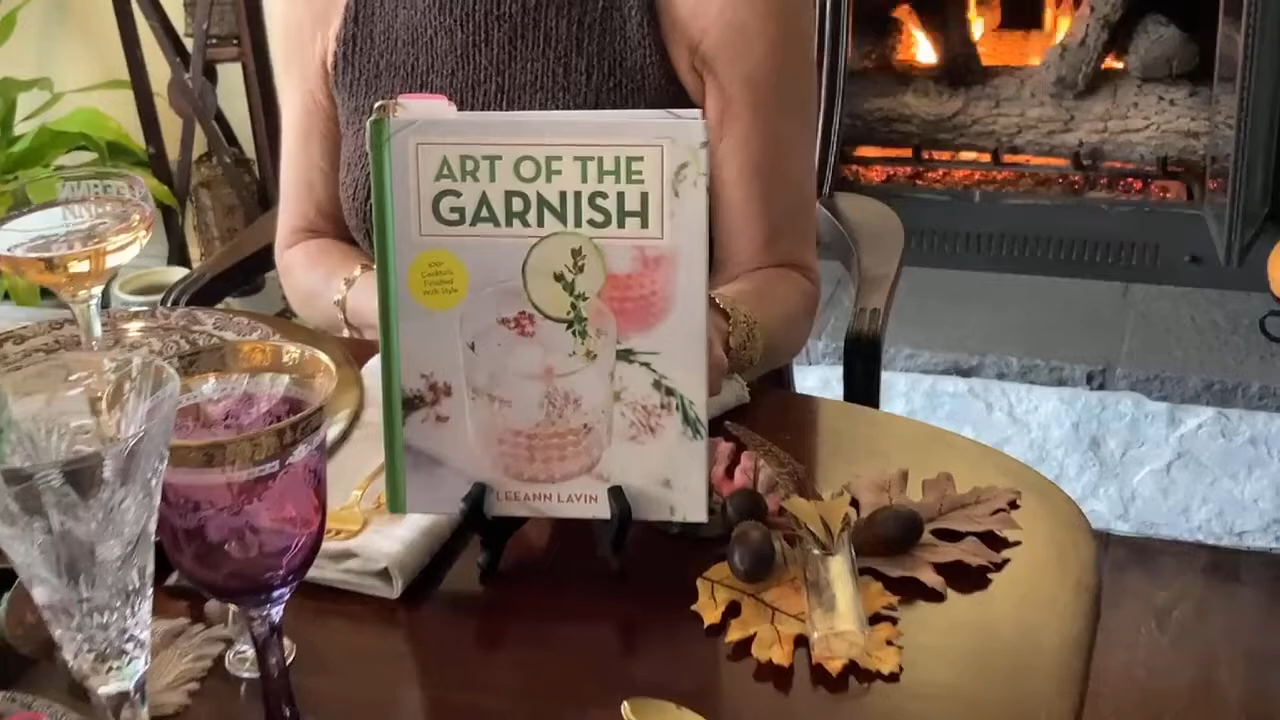 ART OF THE
GARNISH
100+
Cocktails
Finished
With Style
LEEANN LAVIN